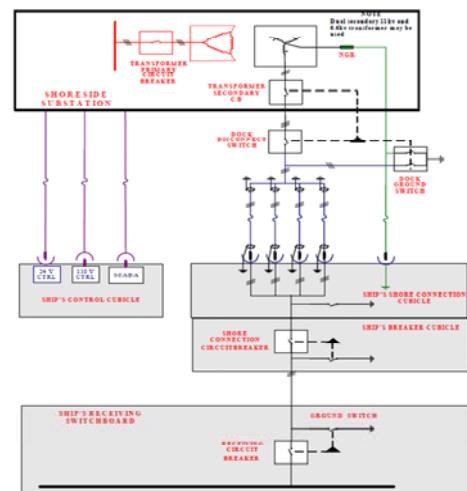 NOTE
Dual secondary 11kv and
6.6kv transformer may be
used
TRANSFORMER
PRIMARY
CIRCUIT
BREAKER
NGR
TRANSFORMER
SECONDARY
C.B
SHORESIDE
SUBSTATION
DOCK
DISCONNECT
SWITCH
DOCK
GROUND
SWITCH
24 V
CTRL
110 V
CTRL
SCADA
SHIP'S CONTROL CUBICLE
SHIP'S SHORE CONNECTION
CUBICLE
SHIP'S BREAKER CUBICLE
SHORE
CONNECTION
CIRCUITBREAKER
SHIP'S RECEIVING
SWITCHBOARD
GROUND SWITCH
RECEIVING
CIRCUIT
BREAKER